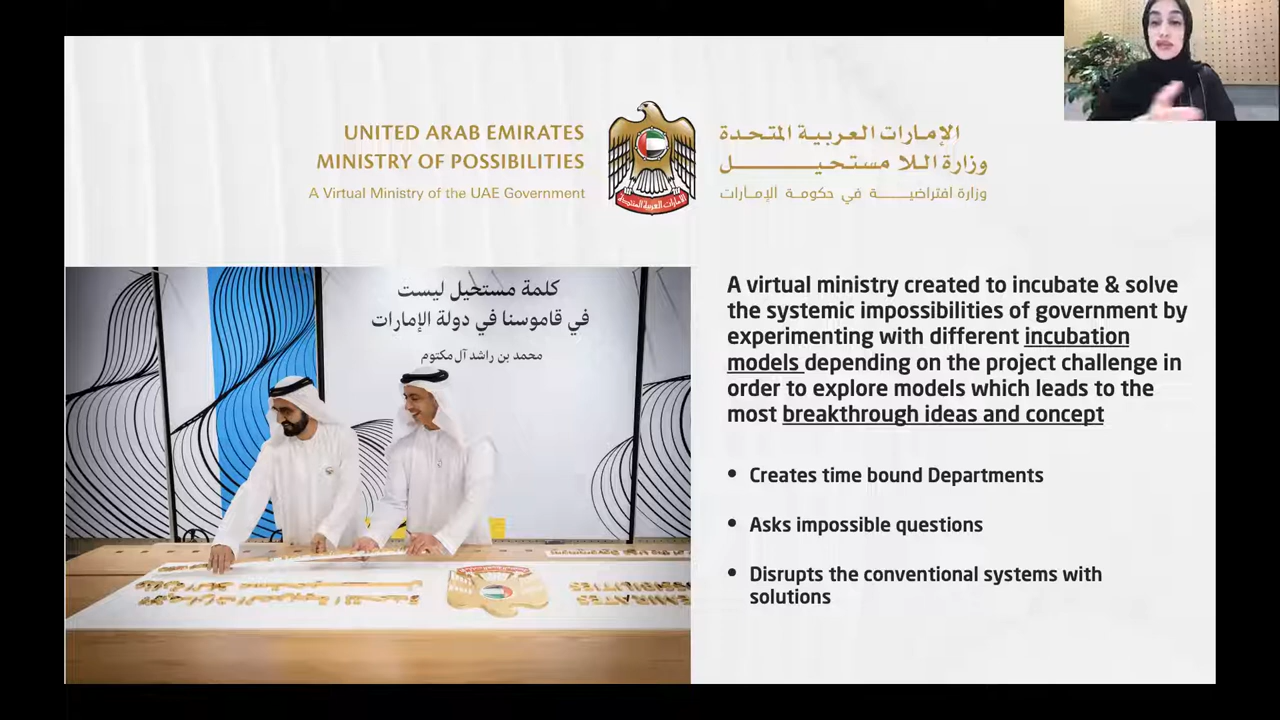 UNITED ARAB EMIRATES
MINISTRY OF POSSIBILITIES
A Virtual Ministry of the UAE Government
الإمارات العربية المتحدة
وزارة اللا مستحيل
وزارة افتراضية في حكومة الإمارات
الإمارات العربية المتحدة
كلمة مستحيل ليست
في قاموسنا في دولة الإمارات
محمد بن راشد آل مكتوم
A virtual ministry created to incubate & solve
the systemic impossibilities of government by
experimenting with different incubation
models depending on the project challenge in
order to explore models which leads to the
most breakthrough ideas and concept
• Creates time bound Departments
• Asks impossible questions
• Disrupts the conventional systems with
solutions